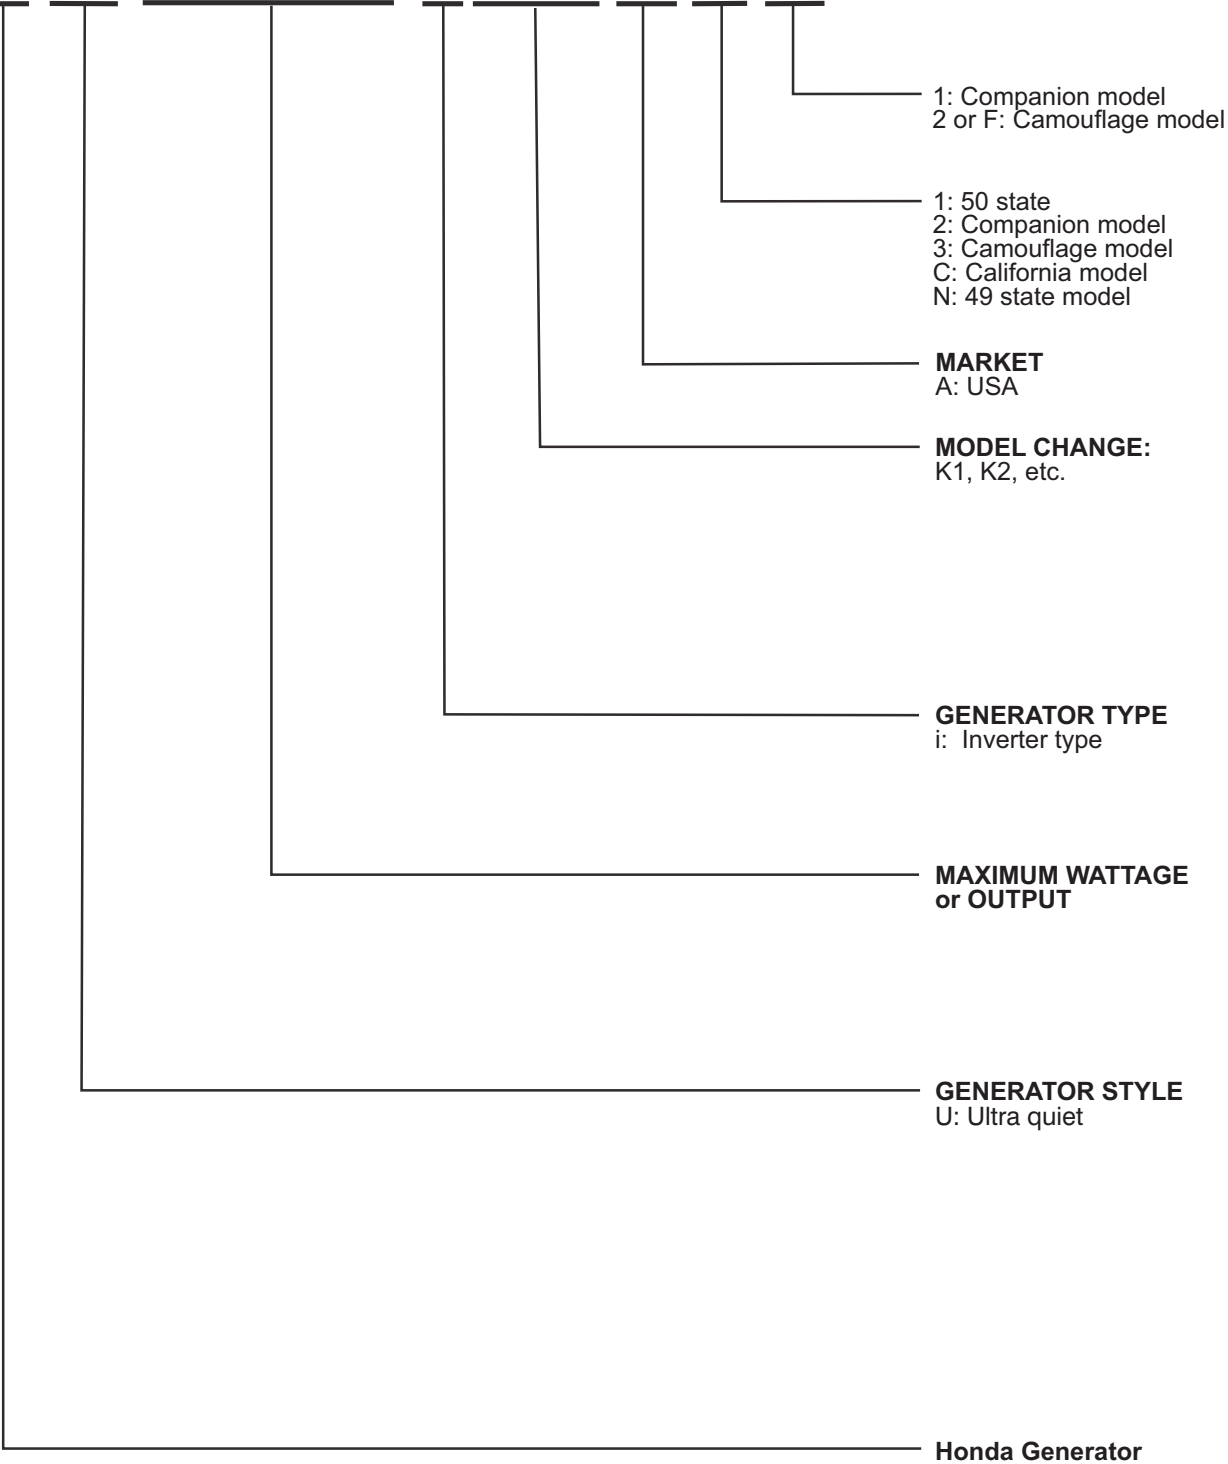 1: Companion model
2 or F: Camouflage model
1: 50 state
2: Companion model
3: Camouflage model
C: California model
N: 49 state model
MARKET
A: USA
MODEL CHANGE:
K1, K2, etc.
GENERATOR TYPE
i:  Inverter type
MAXIMUM WATTAGE
or OUTPUT
GENERATOR STYLE
U: Ultra quiet
Honda Generator